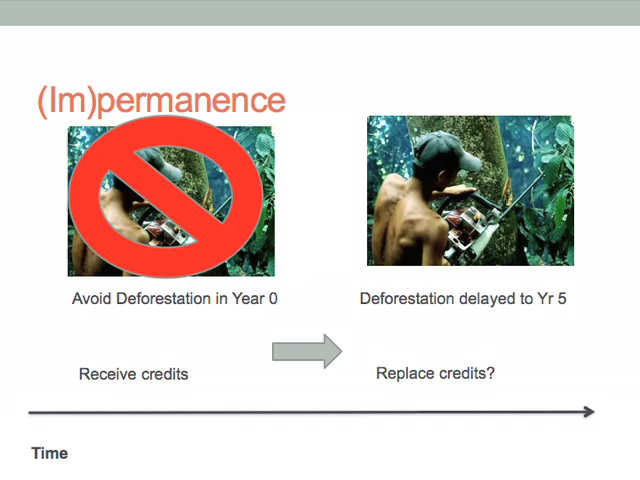 (Im)permanence
Avoid Deforestation in Year 0
Deforestation delayed to Yr 5
Receive credits
Replace credits?
Time